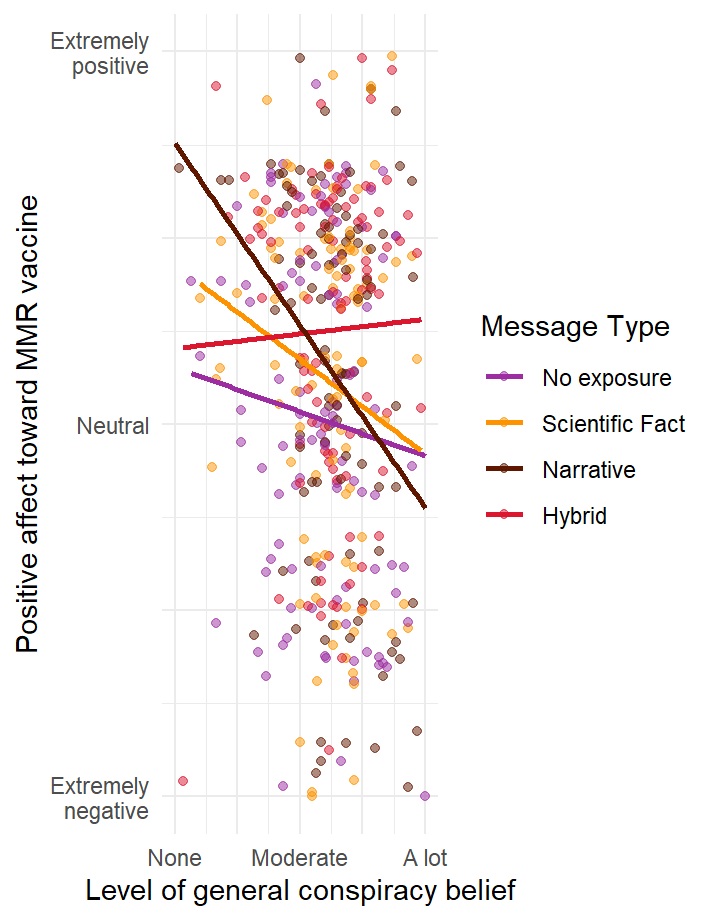 Positive affect toward MMR vaccine
Extremely
positive
Neutral
Extremely
negative
None
Moderate
A lot
Level of general conspiracy belief
Message Type
No exposure
Scientific Fact
Narrative
Hybrid